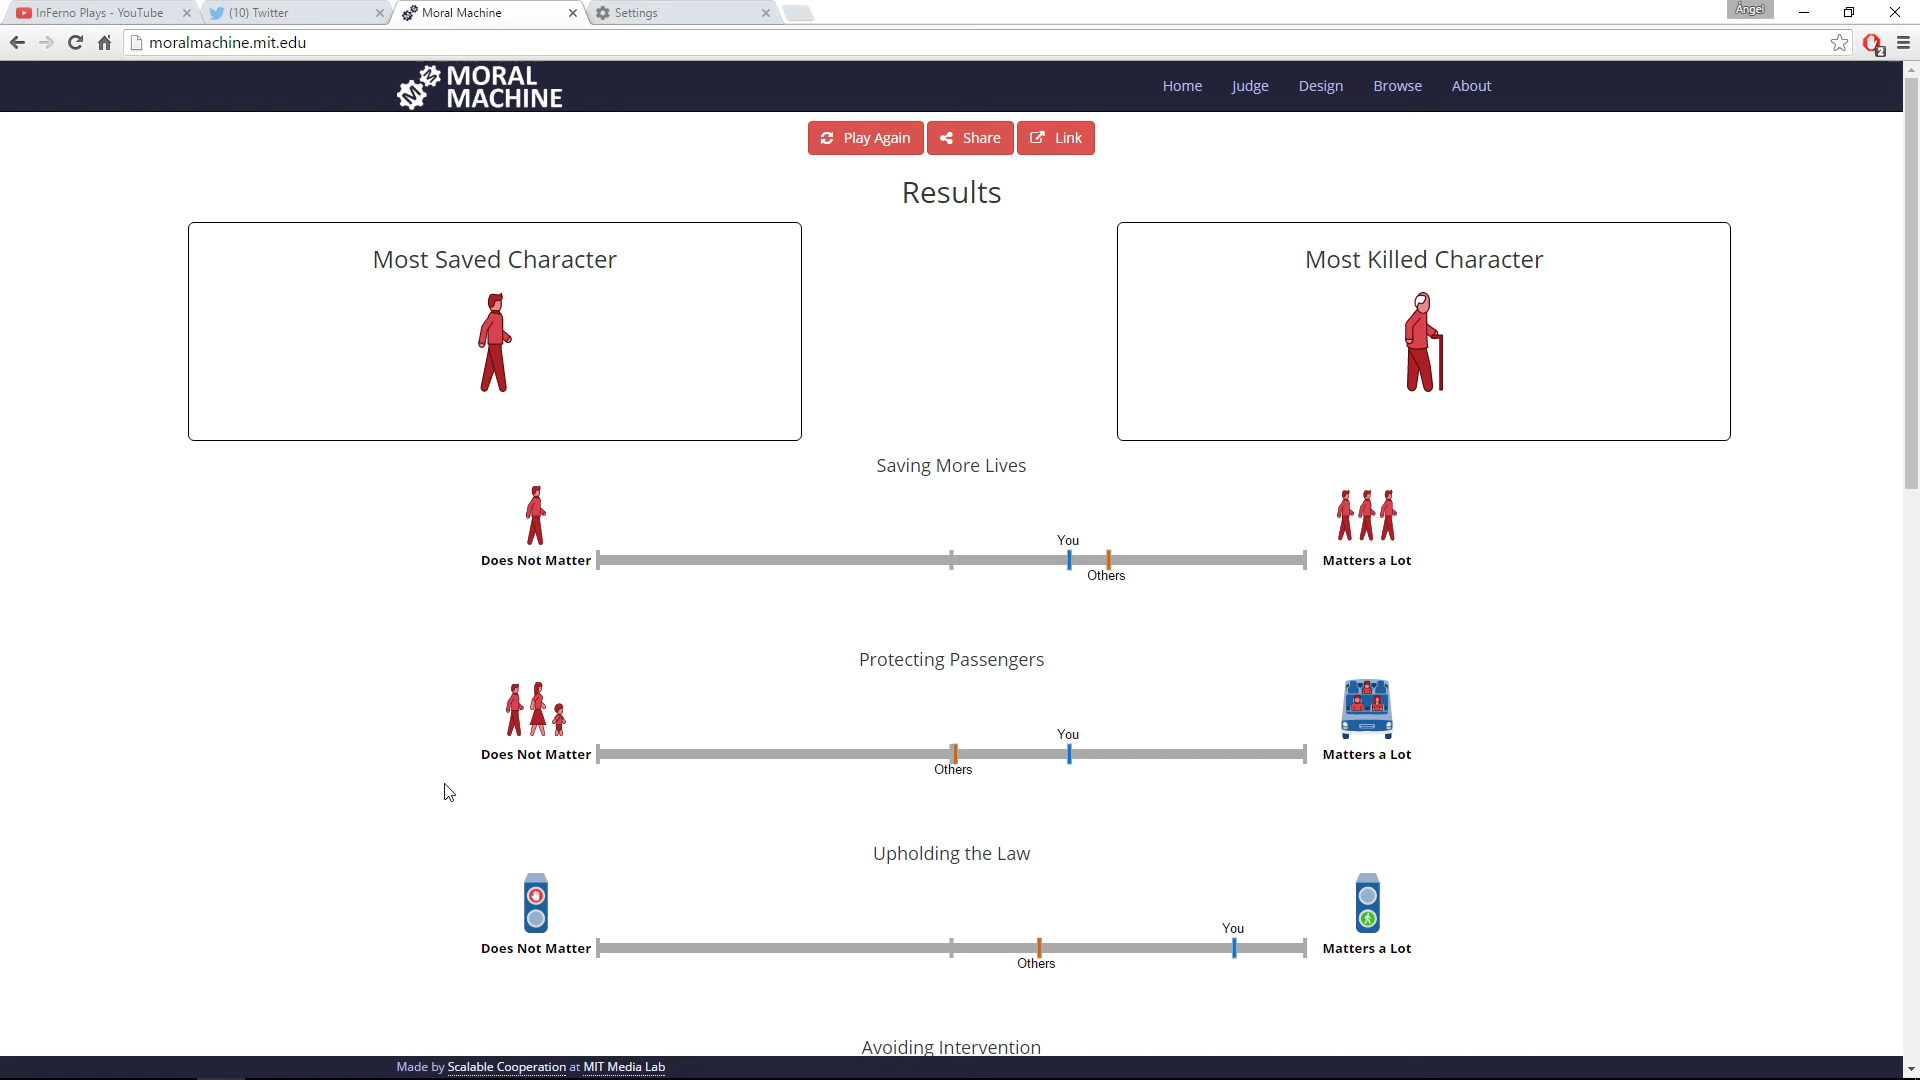 InFerno Plays - YouTube
(10) Twitter
Moral Machine
Settings
Ángel
moralmachine.mit.edu
2
MORAL
MACHINE
Home
Judge
Design
Browse
About
Play Again
Share
Link
Results
Most Saved Character
Most Killed Character
Saving More Lives
You
Does Not Matter
Matters a Lot
Others
Protecting Passengers
You
Does Not Matter
Matters a Lot
Others
Upholding the Law
You
Does Not Matter
Matters a Lot
Others
Avoiding Intervention
Made by Scalable Cooperation at MIT Media Lab